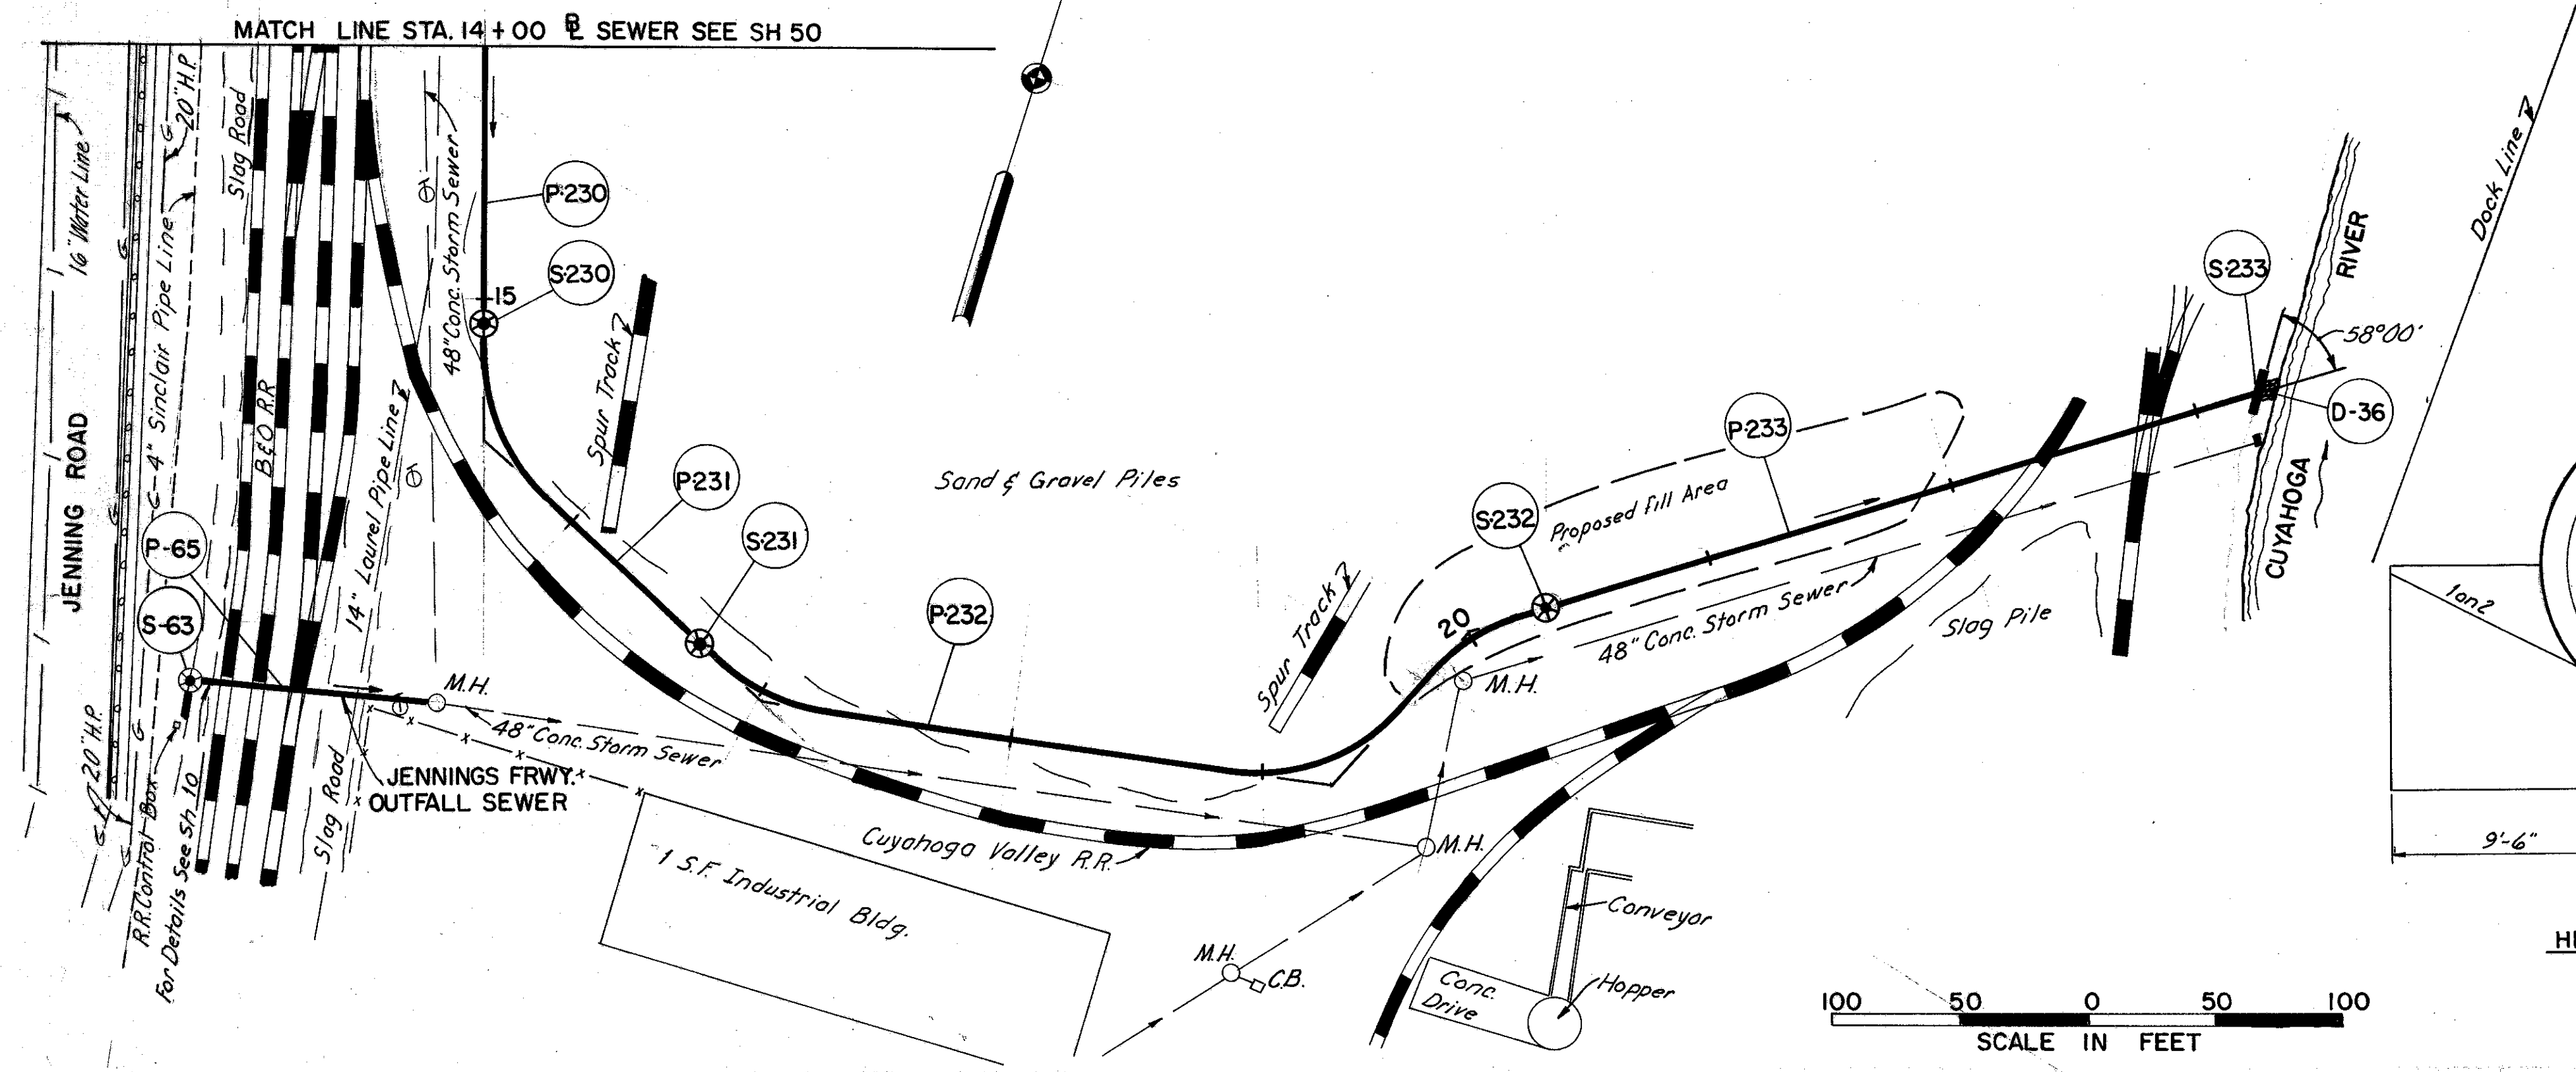 MATCH LINE STA. 14+00 ⅊ SEWER SEE SH 50
16" Water Line
JENNING ROAD
20" H.P.
4" Sinclair Pipe Line
Slag Road
B&O R.R.
14" Laurel Pipe Line
48" Conc. Storm Sewer
P-230
S-230
15
Spur Track
P-231
S-231
Sand & Gravel Piles
P-232
Spur Track
S-232
20
P-233
Proposed Fill Area
48" Conc. Storm Sewer
M.H.
Slag Pile
S-233
58°00'
D-36
CUYAHOGA RIVER
Dock Line
P-65
S-63
M.H.
48" Conc. Storm Sewer
JENNINGS FRWY.
OUTFALL SEWER
Slag Road
20" H.P.
G
R.R. Control Box
For Details See Sh. 10
Cuyahoga Valley R.R.
1 S.F. Industrial Bldg.
M.H.
M.H.
C.B.
Conveyor
Hopper
Conc.
Drive
1 on 2
9'-6"
100 50 0 50 100
SCALE IN FEET